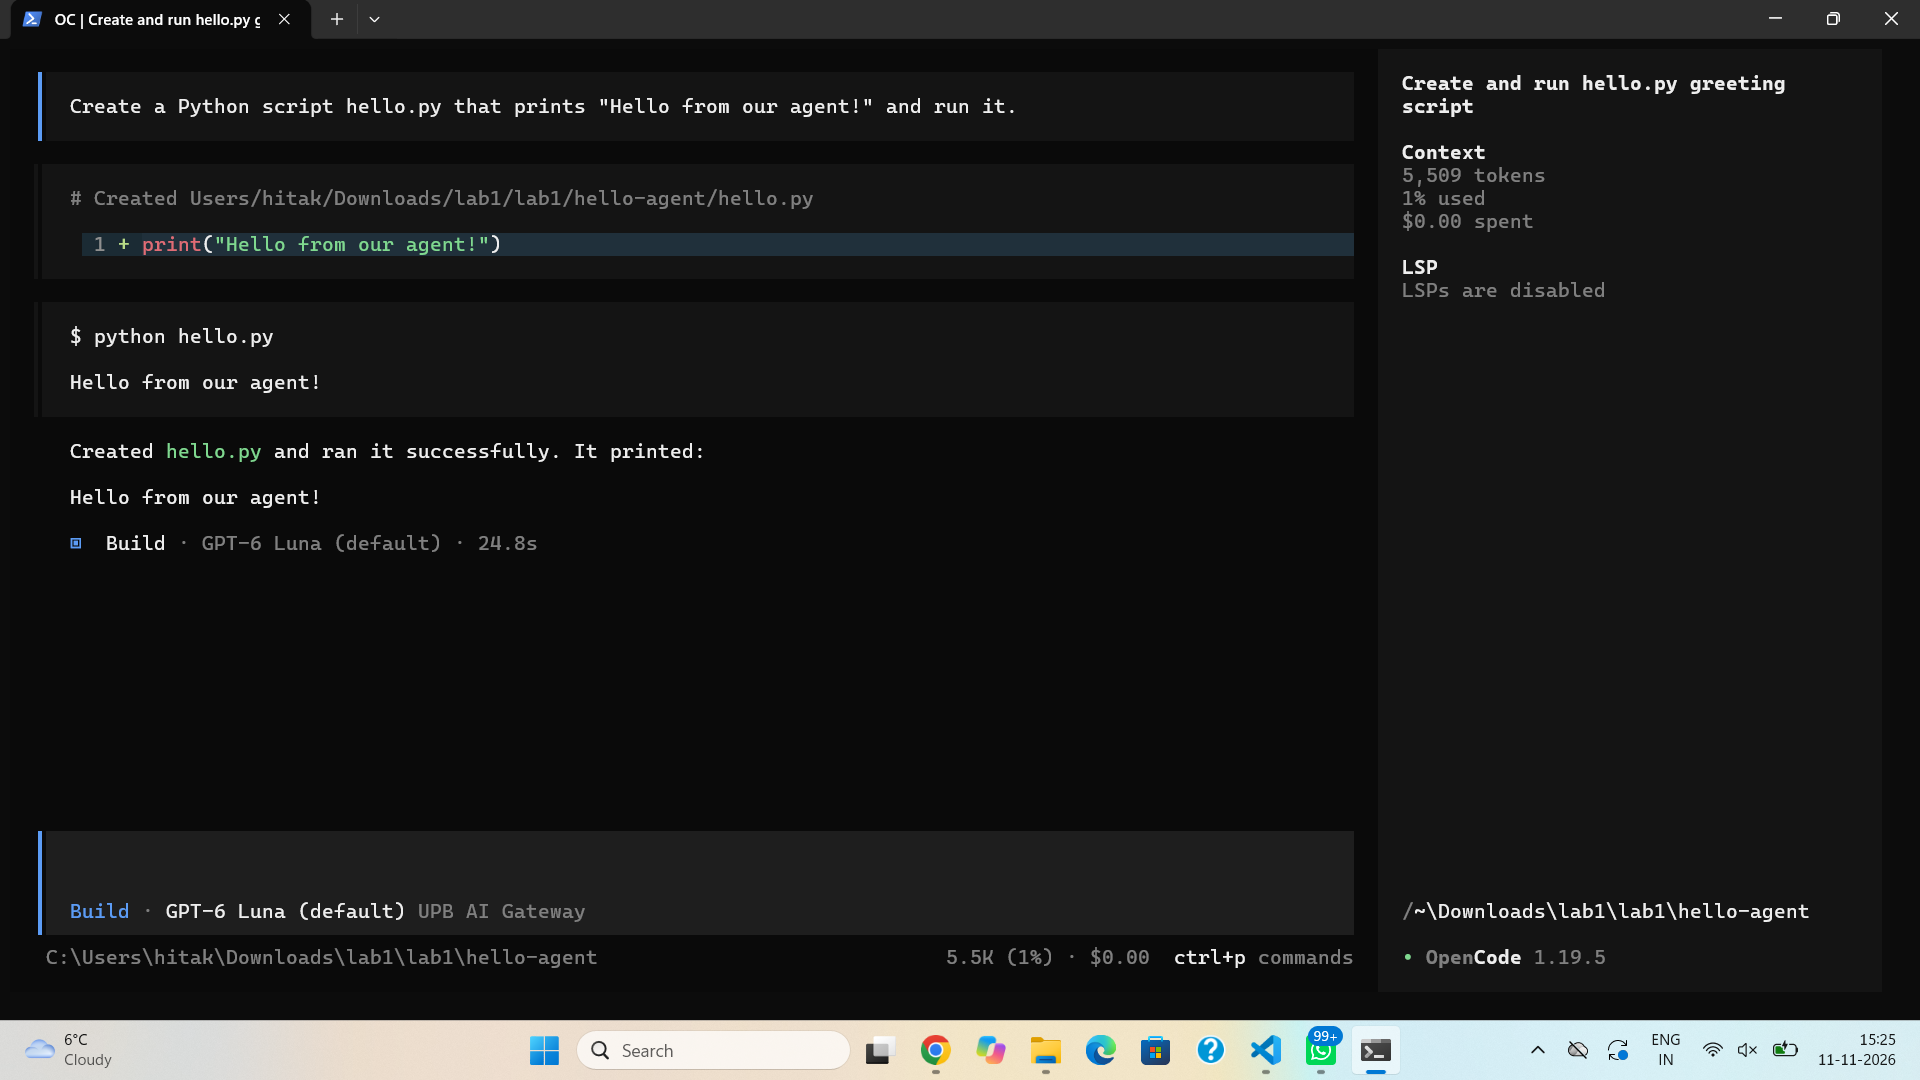 OC | Create and run hello.py g
Create a Python script hello.py that prints "Hello from our agent!" and run it.
# Created Users/hitak/Downloads/lab1/lab1/hello-agent/hello.py
1 + print("Hello from our agent!")
$ python hello.py
Hello from our agent!
Created hello.py and ran it successfully. It printed:
Hello from our agent!
Build · GPT-6 Luna (default) · 24.8s
Build · GPT-6 Luna (default) UPB AI Gateway
C:\Users\hitak\Downloads\lab1\lab1\hello-agent
5.5K (1%) · $0.00 ctrl+p commands
Create and run hello.py greeting
script
Context
5,509 tokens
1% used
$0.00 spent
LSP
LSPs are disabled
/~\Downloads\lab1\lab1\hello-agent
• OpenCode 1.19.5
6°C
Cloudy
Search
99+
ENG
IN
15:25
11-11-2026